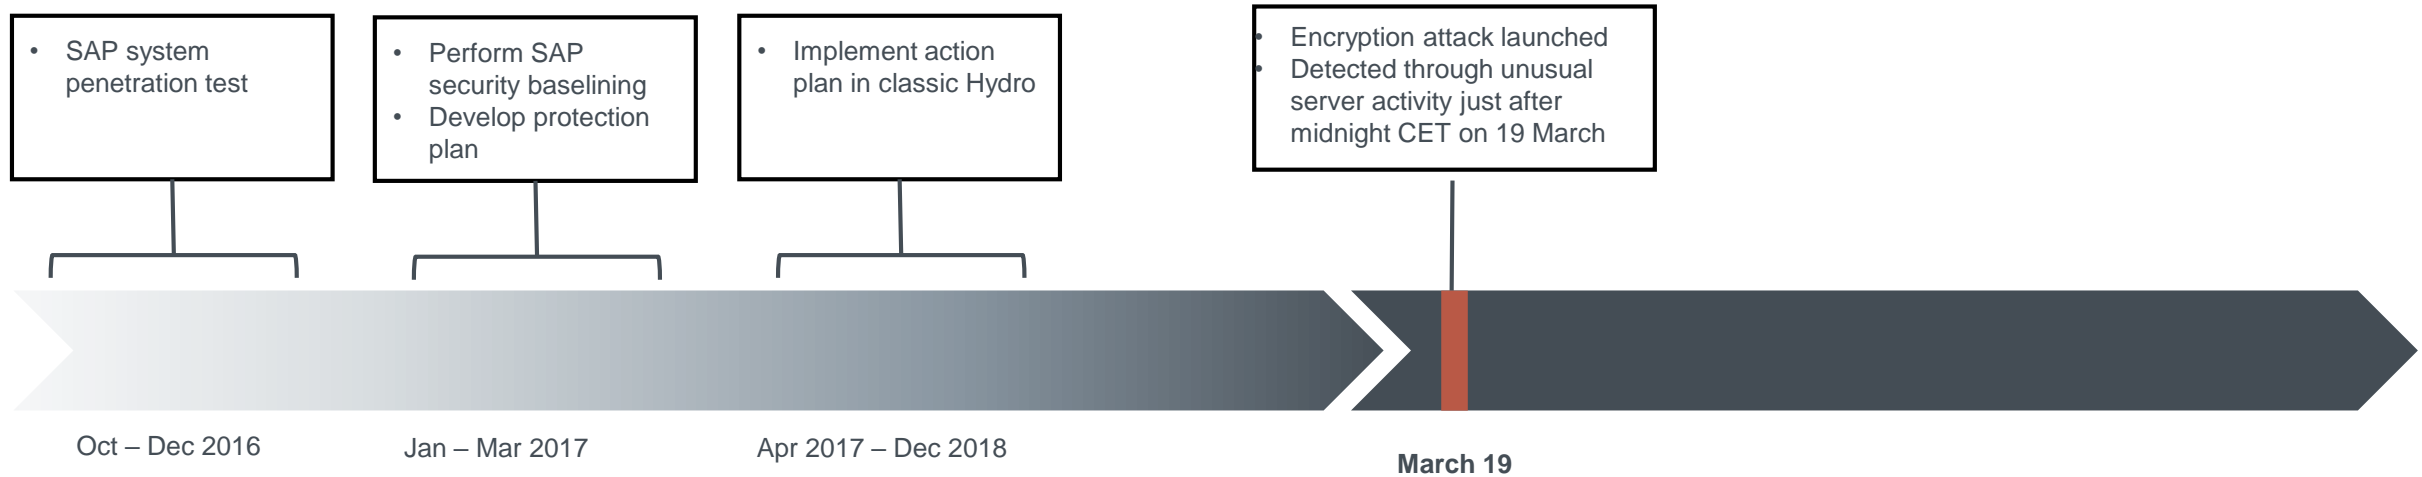 • SAP system
penetration test
• Perform SAP
security baselining
• Develop protection
plan
• Implement action
plan in classic Hydro
• Encryption attack launched
• Detected through unusual
server activity just after
midnight CET on 19 March
Oct – Dec 2016
Jan – Mar 2017
Apr 2017 – Dec 2018
March 19